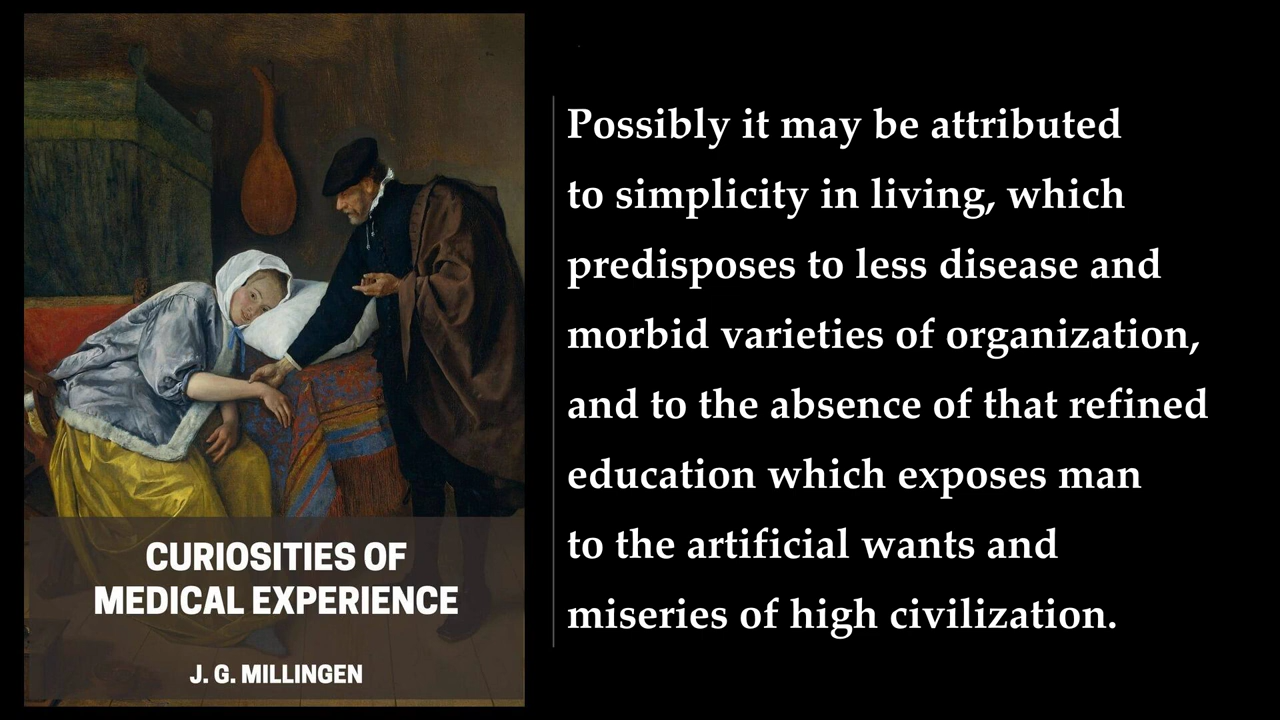 CURIOSITIES OF
MEDICAL EXPERIENCE
J. G. MILLINGEN
Possibly it may be attributed
to simplicity in living, which
predisposes to less disease and
morbid varieties of organization,
and to the absence of that refined
education which exposes man
to the artificial wants and
miseries of high civilization.